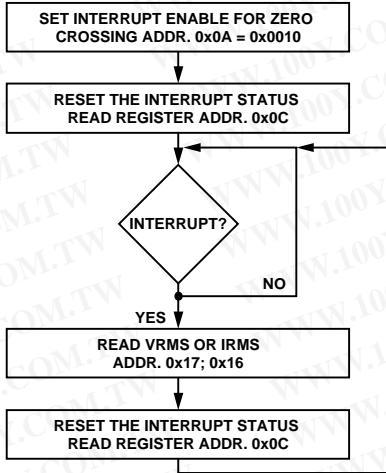 SET INTERRUPT ENABLE FOR ZERO
CROSSING ADDR. 0x0A = 0x0010
RESET THE INTERRUPT STATUS
READ REGISTER ADDR. 0x0C
INTERRUPT?
NO
YES
READ VRMS OR IRMS
ADDR. 0x17; 0x16
RESET THE INTERRUPT STATUS
READ REGISTER ADDR. 0x0C